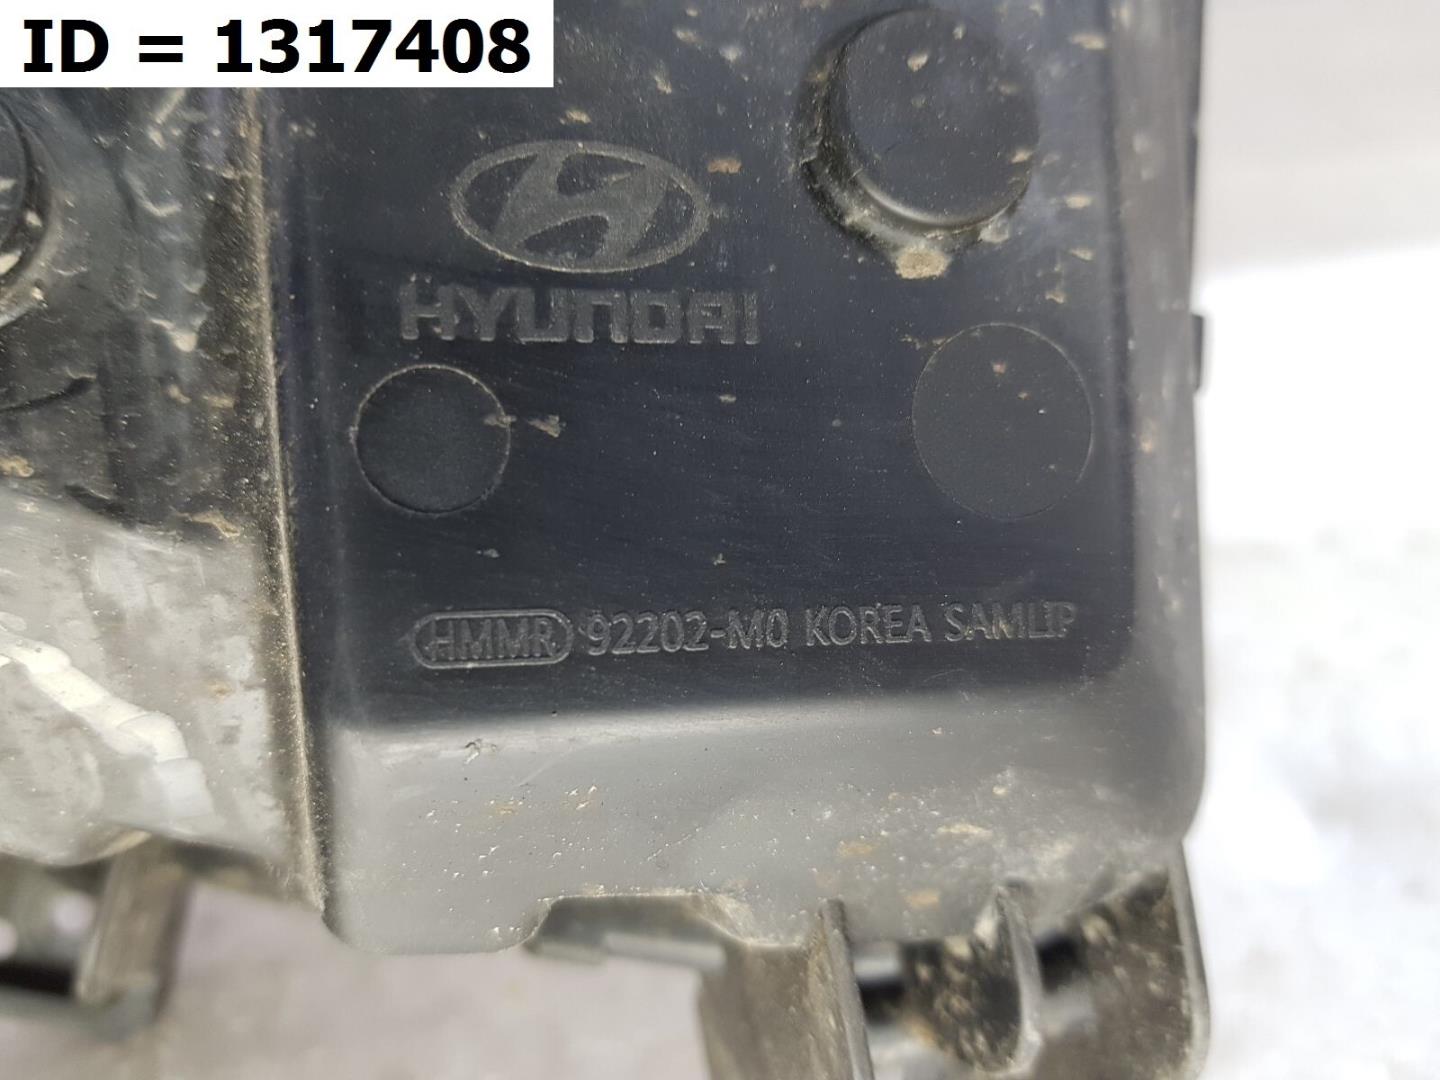 ID = 1317408
HYUNDAI
HMMR 92202-M0 KOREA SAMLIP